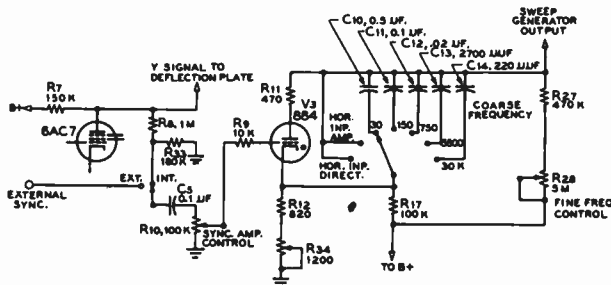 C10, 0.5 µF.
C11, 0.1 µF.
C12, .02 µF.
C13, 2700 µµF
C14, 220 µµF
SWEEP
GENERATOR
OUTPUT
Y SIGNAL TO
DEFLECTION PLATE
R7
150 K
B+
6AC7
R8, 1M
R33
180K
EXT.
INT.
EXTERNAL
SYNC.
C5
0.1 µF
R10, 100 K
SYNC. AMP.
CONTROL
R9
10 K
R11
470
V3
884
HOR.
INP.
AMP.
HOR. INP.
DIRECT.
30
150
750
6800
30 K
COARSE
FREQUENCY
R12
820
R34
1200
R17
100 K
TO B+
R27
470 K
R28
5 M
FINE FREQ
CONTROL